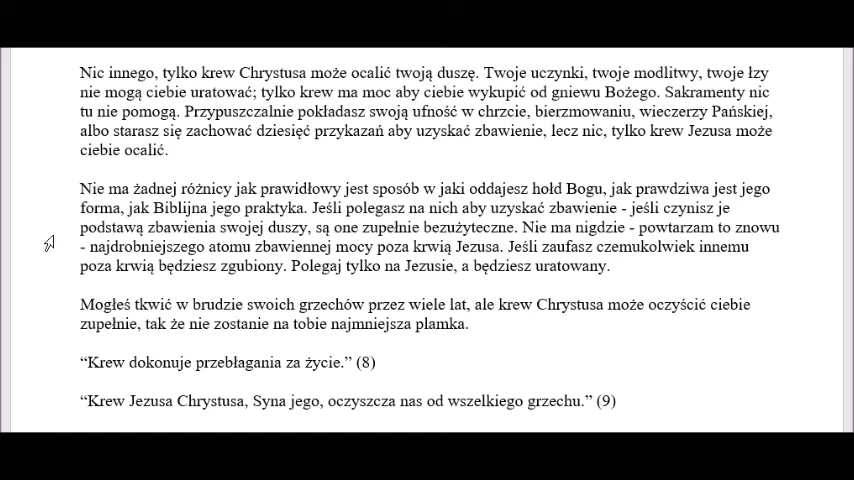 Nic innego, tylko krew Chrystusa może ocalić twoją duszę. Twoje uczynki, twoje modlitwy, twoje łzy
nie mogą ciebie uratować; tylko krew ma moc aby ciebie wykupić od gniewu Bożego. Sakramenty nic
tu nie pomogą. Przypuszczalnie pokładasz swoją ufność w chrzcie, bierzmowaniu, wieczerzy Pańskiej,
albo starasz się zachować dziesięć przykazań aby uzyskać zbawienie, lecz nic, tylko krew Jezusa może
ciebie ocalić.
Nie ma żadnej różnicy jak prawidłowy jest sposób w jaki oddajesz hołd Bogu, jak prawdziwa jest jego
forma, jak Biblijna jego praktyka. Jeśli polegasz na nich aby uzyskać zbawienie - jeśli czynisz je
podstawą zbawienia swojej duszy, są one zupełnie bezużyteczne. Nie ma nigdzie - powtarzam to znowu
- najdrobniejszego atomu zbawiennej mocy poza krwią Jezusa. Jeśli zaufasz czemukolwiek innemu
poza krwią będziesz zgubiony. Polegaj tylko na Jezusie, a będziesz uratowany.
Mogłeś tkwić w brudzie swoich grzechów przez wiele lat, ale krew Chrystusa może oczyścić ciebie
zupełnie, tak że nie zostanie na tobie najmniejsza plamka.
“Krew dokonuje przebłagania za życie.” (8)
“Krew Jezusa Chrystusa, Syna jego, oczyszcza nas od wszelkiego grzechu.” (9)